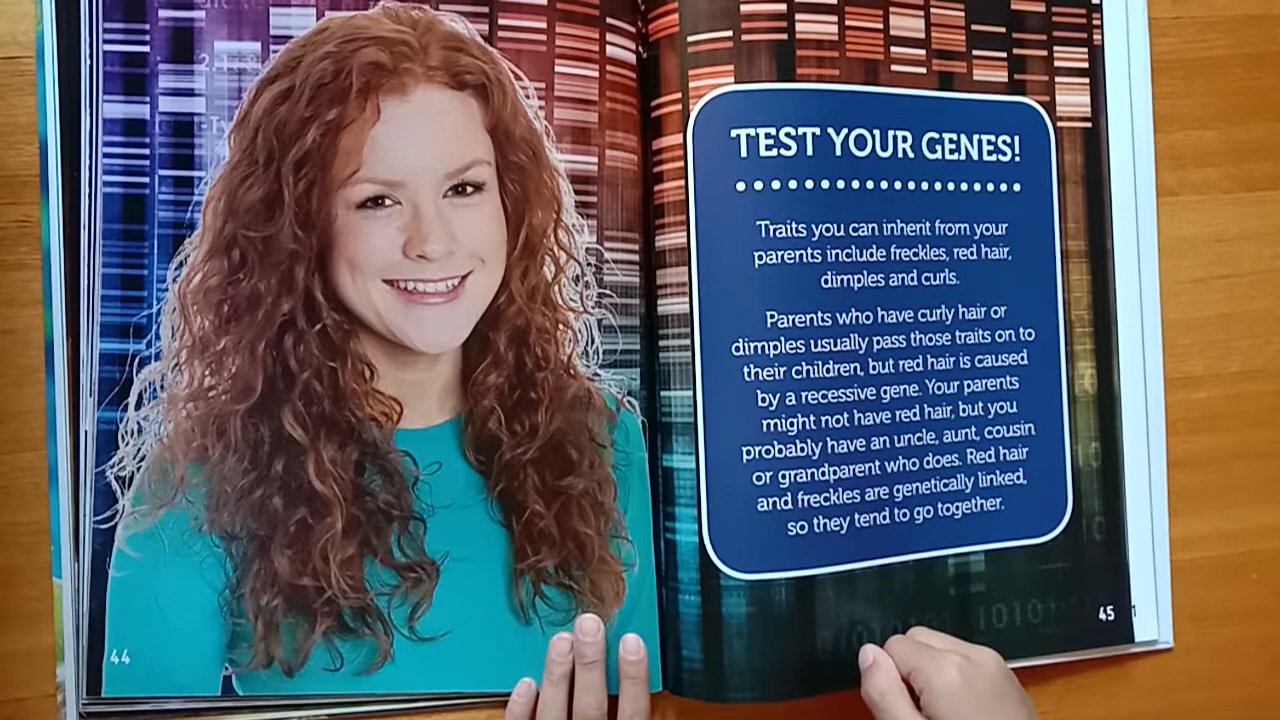 TEST YOUR GENES!
Traits you can inherit from your
parents include freckles, red hair,
dimples and curls.
Parents who have curly hair or
dimples usually pass those traits on to
their children, but red hair is caused
by a recessive gene. Your parents
might not have red hair, but you
probably have an uncle, aunt, cousin
or grandparent who does. Red hair
and freckles are genetically linked,
so they tend to go together.
44
45